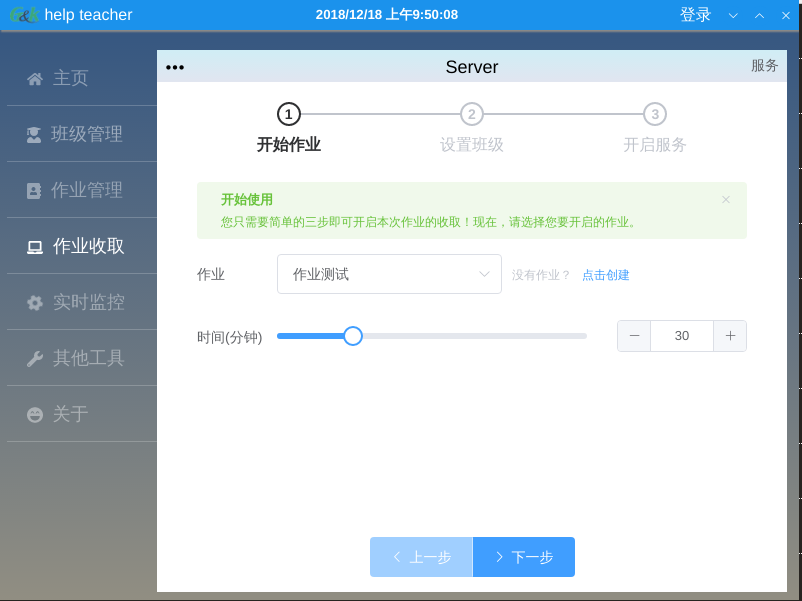 G&K help teacher
2018/12/18 上午9:50:08
登录
主页
班级管理
作业管理
作业收取
实时监控
其他工具
关于
••• Server 服务
1 2 3
开始作业 设置班级 开启服务
开始使用
您只需要简单的三步即可开启本次作业的收取！现在，请选择您要开启的作业。
作业 作业测试 没有作业？ 点击创建
时间(分钟) 30
上一步 下一步